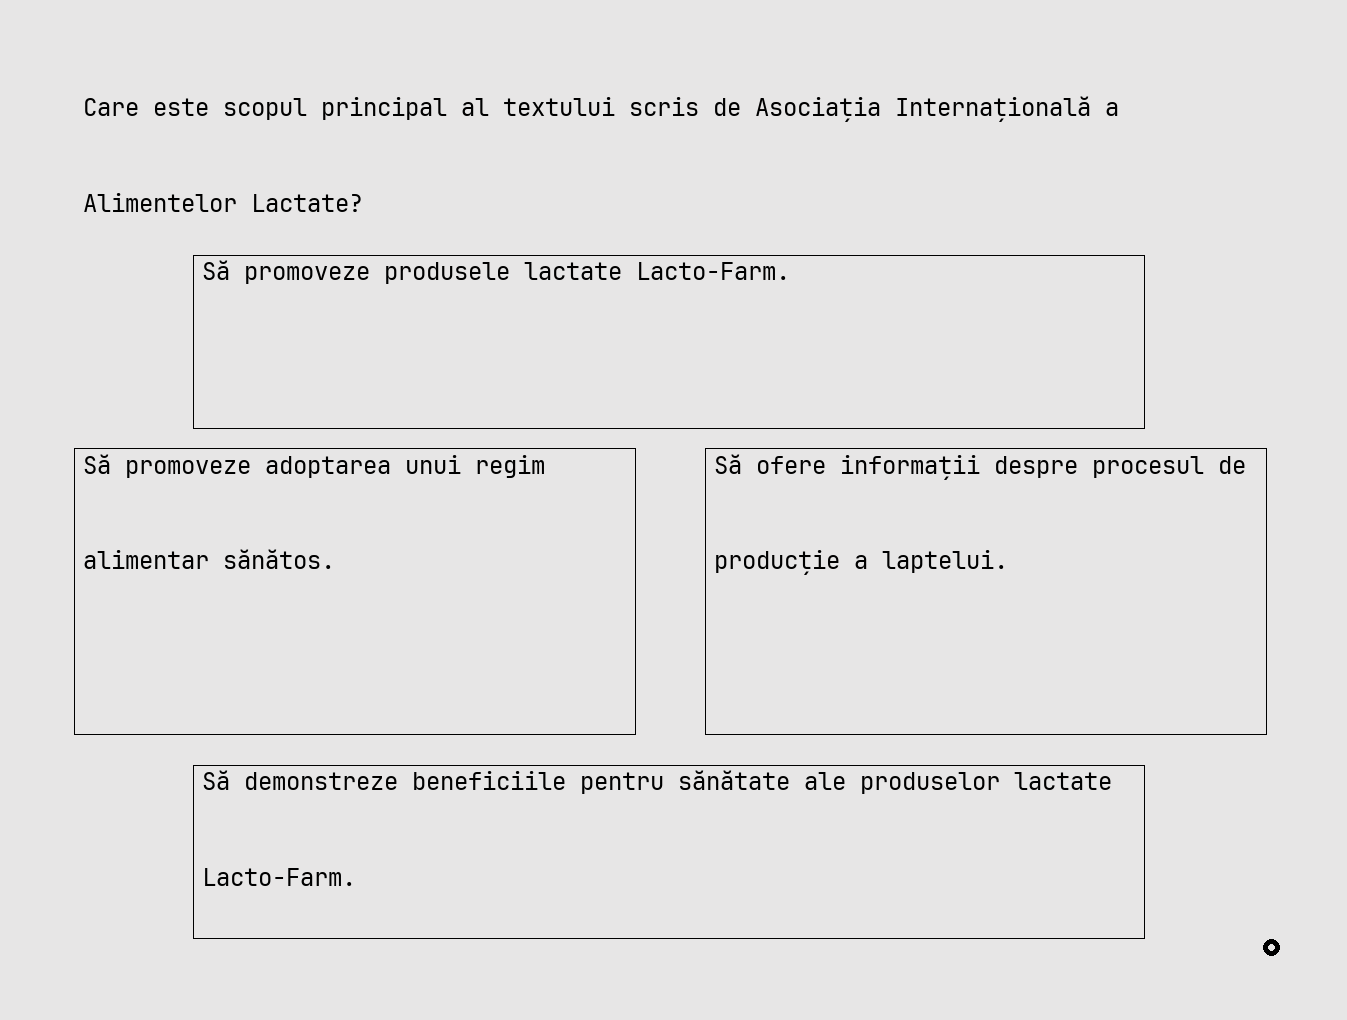 Care este scopul principal al textului scris de Asociația Internațională a
Alimentelor Lactate?
Să promoveze produsele lactate Lacto-Farm.
Să promoveze adoptarea unui regim
alimentar sănătos.
Să ofere informații despre procesul de
producție a laptelui.
Să demonstreze beneficiile pentru sănătate ale produselor lactate
Lacto-Farm.